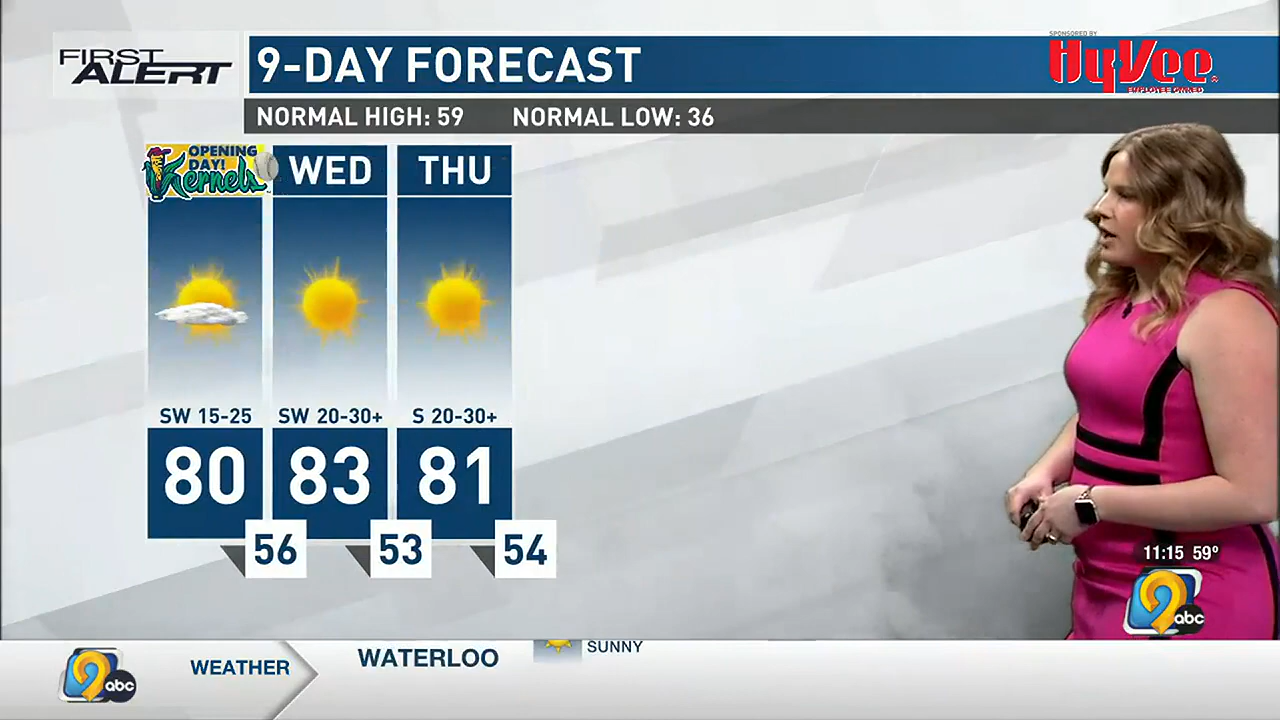 FIRST
ALERT
9-DAY FORECAST
SPONSORED BY
HyVee
EMPLOYEE OWNED
NORMAL HIGH: 59 NORMAL LOW: 36
OPENING
DAY!
Kernels
WED
THU
SW 15-25
SW 20-30+
S 20-30+
80
83
81
56
53
54
11:15 59°
9
abc
9
abc
WEATHER
WATERLOO
SUNNY